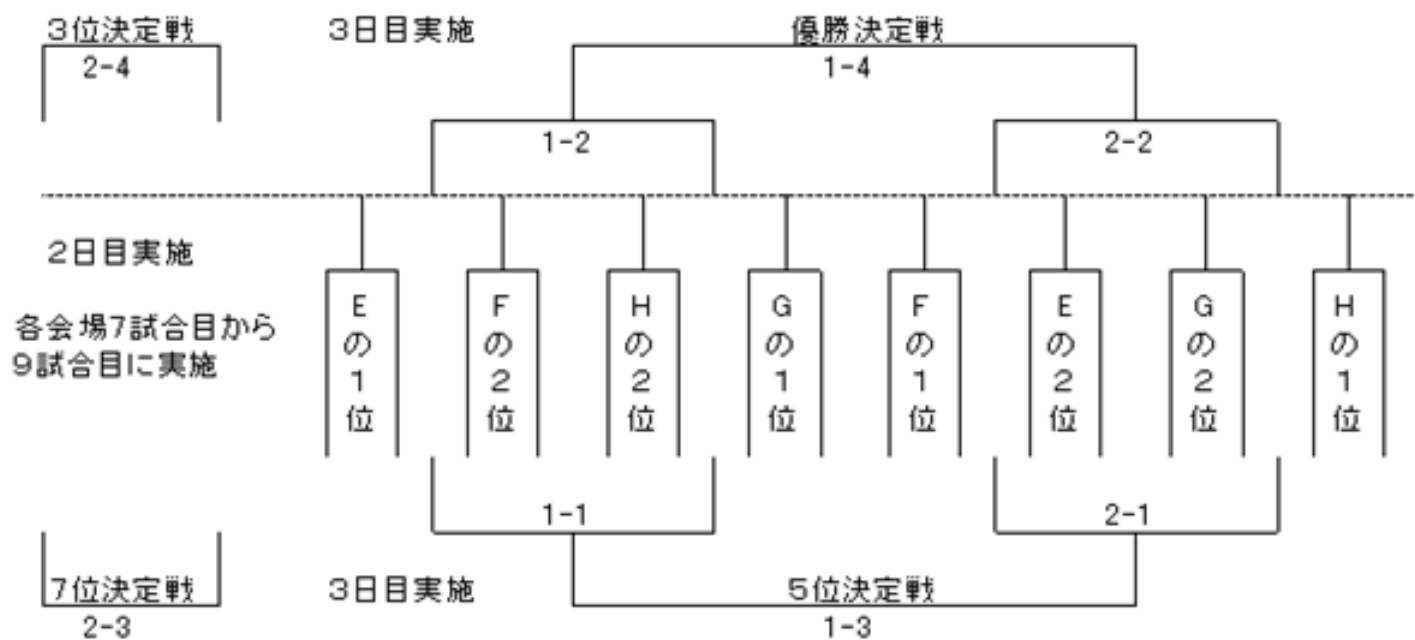 3位決定戦
3日目実施
優勝決定戦
2-4
1-4
1-2
2-2
2日目実施
各会場7試合目から
9試合目に実施
Eの1位
Fの2位
Hの2位
Gの1位
Fの1位
Eの2位
Gの2位
Hの1位
1-1
2-1
7位決定戦
3日目実施
5位決定戦
2-3
1-3